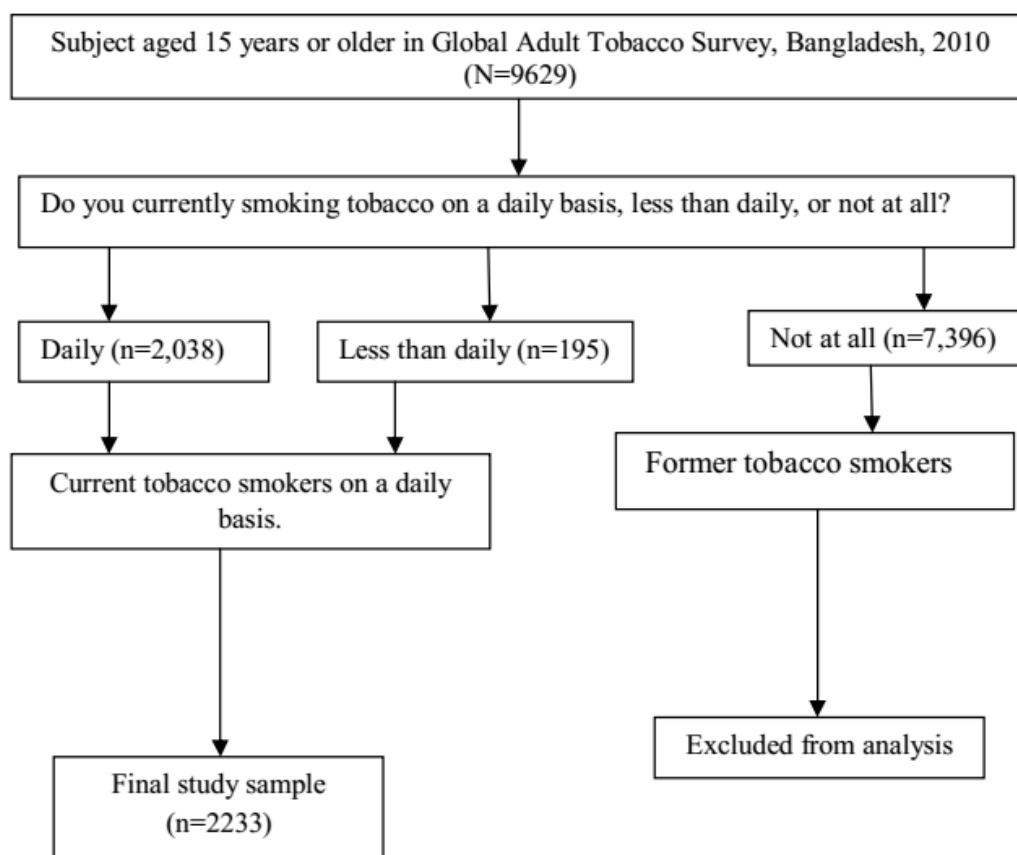 Subject aged 15 years or older in Global Adult Tobacco Survey, Bangladesh, 2010
(N=9629)
Do you currently smoking tobacco on a daily basis, less than daily, or not at all?
Daily (n=2,038)
Less than daily (n=195)
Not at all (n=7,396)
Current tobacco smokers on a daily
basis.
Former tobacco smokers
Excluded from analysis
Final study sample
(n=2233)